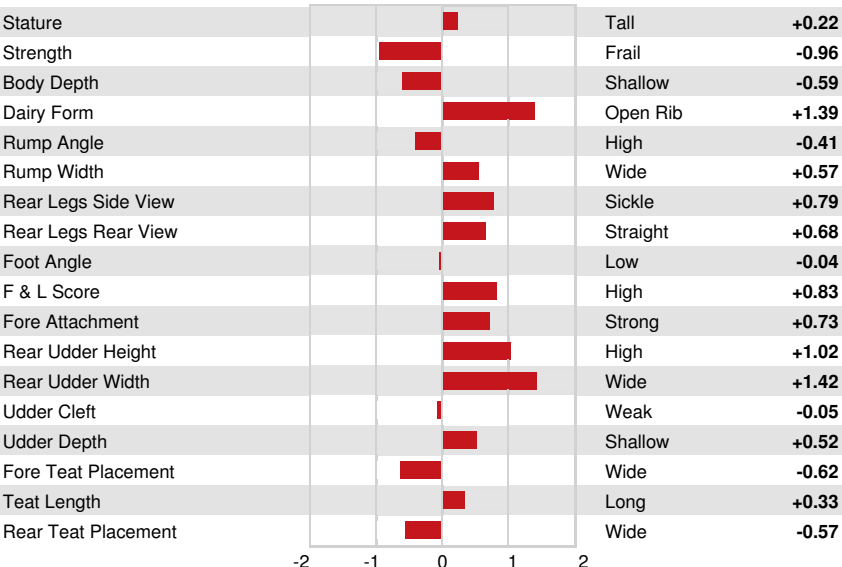 Stature Tall +0.22
Strength Frail -0.96
Body Depth Shallow -0.59
Dairy Form Open Rib +1.39
Rump Angle High -0.41
Rump Width Wide +0.57
Rear Legs Side View Sickle +0.79
Rear Legs Rear View Straight +0.68
Foot Angle Low -0.04
F & L Score High +0.83
Fore Attachment Strong +0.73
Rear Udder Height High +1.02
Rear Udder Width Wide +1.42
Udder Cleft Weak -0.05
Udder Depth Shallow +0.52
Fore Teat Placement Wide -0.62
Teat Length Long +0.33
Rear Teat Placement Wide -0.57
-2 -1 0 1 2